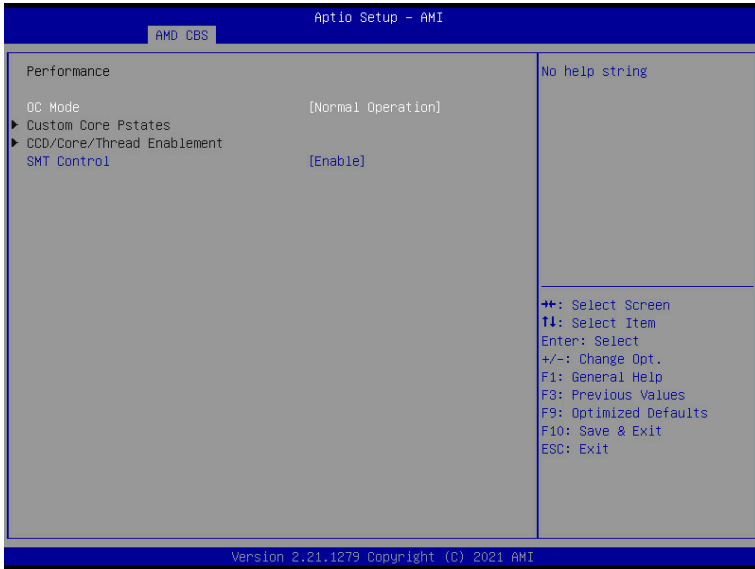 Aptio Setup – AMI
AMD CBS
Performance
OC Mode [Normal Operation]
Custom Core Pstates
CCD/Core/Thread Enablement
SMT Control [Enable]
No help string
→←: Select Screen
↑↓: Select Item
Enter: Select
+/-: Change Opt.
F1: General Help
F3: Previous Values
F9: Optimized Defaults
F10: Save & Exit
ESC: Exit
Version 2.21.1279 Copyright (C) 2021 AMI